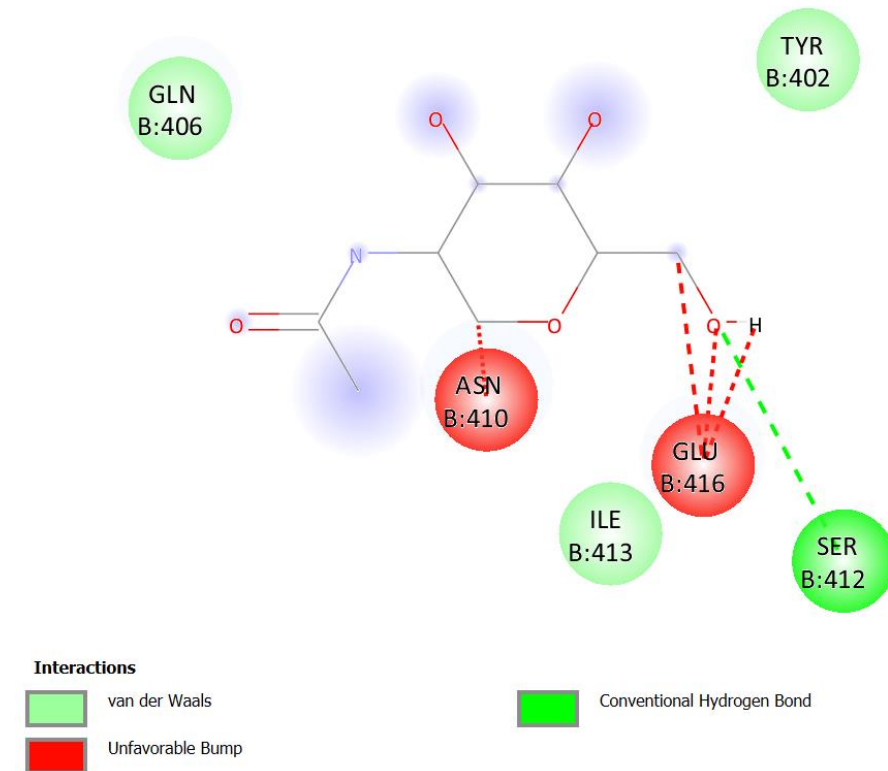 TYR
B:402
GLN
B:406
O
O
N
O
O
O
H
ASN
B:410
GLU
B:416
ILE
B:413
SER
B:412
Interactions
van der Waals
Conventional Hydrogen Bond
Unfavorable Bump